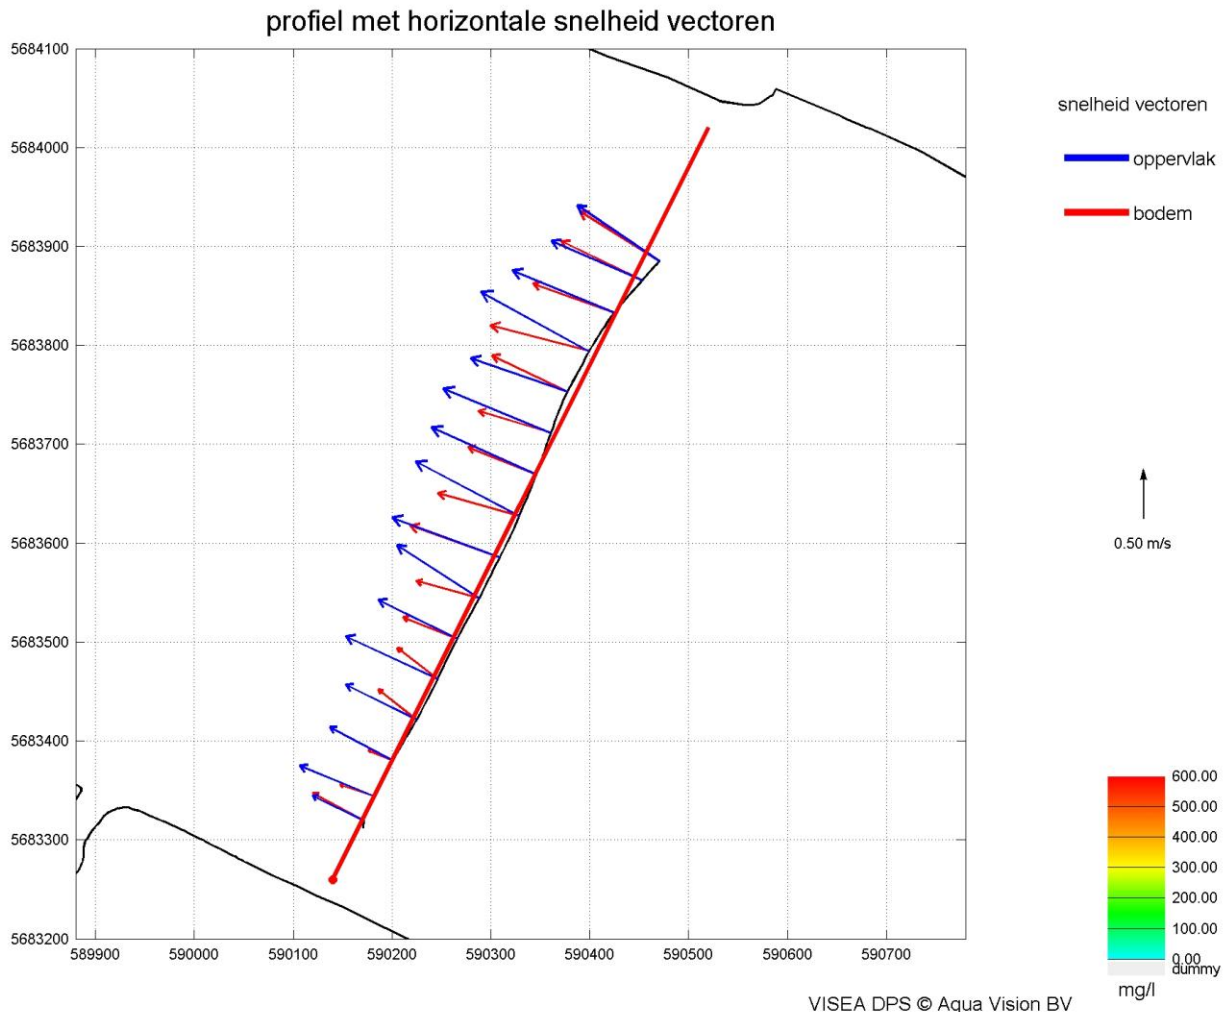 profiel met horizontale snelheid vectoren
5684100
5684000
5683900
5683800
5683700
5683600
5683500
5683400
5683300
5683200
589900 590000 590100 590200 590300 590400 590500 590600 590700
snelheid vectoren
oppervlak
bodem
0.50 m/s
600.00
500.00
400.00
300.00
200.00
100.00
0.00
dummy
mg/l
VISEA DPS © Aqua Vision BV